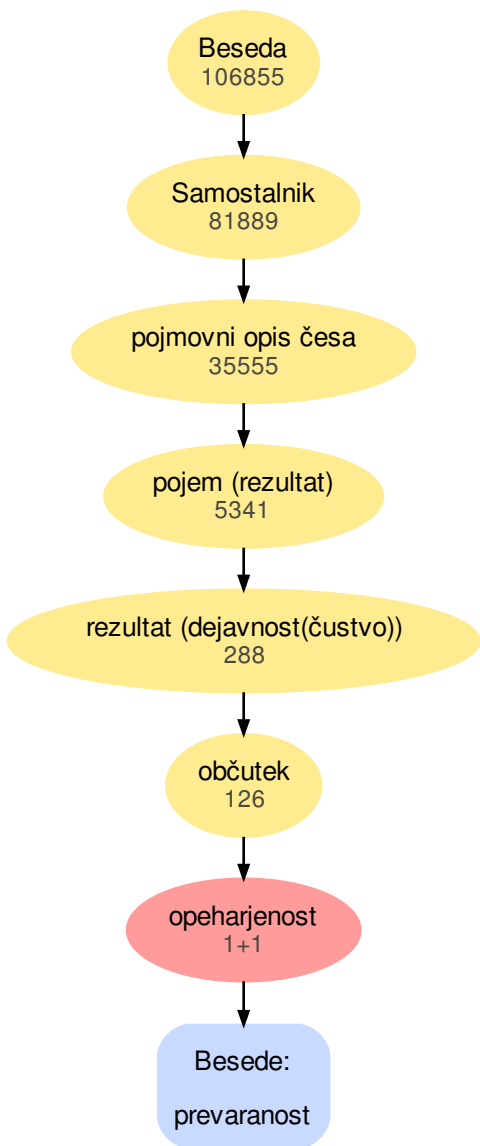 Beseda
106855
Samostalnik
81889
pojmovni opis česa
35555
pojem (rezultat)
5341
rezultat (dejavnost(čustvo))
288
občutek
126
opeharjenost
1+1
Besede:
prevaranost